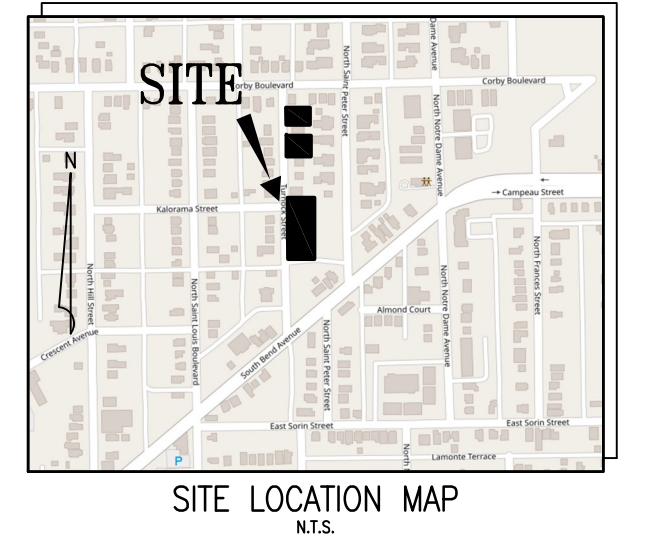 Dame Avenue
SITE
orby Boulevard
North Saint Peter Street
Corby Boulevard
North Notre Dame Avenue
N
Turnock Street
← 
→ Campeau Street
Kalorama Street
North Hill Street
North Saint Louis Boulevard
North Frances Street
North Notre Dame Avenue
Almond Court
Crescent Avenue
South Bend Avenue
North Saint Peter Street
East Sorin Street
East Sorin Street
North
Lamonte Terrace
P
SITE LOCATION MAP
N.T.S.